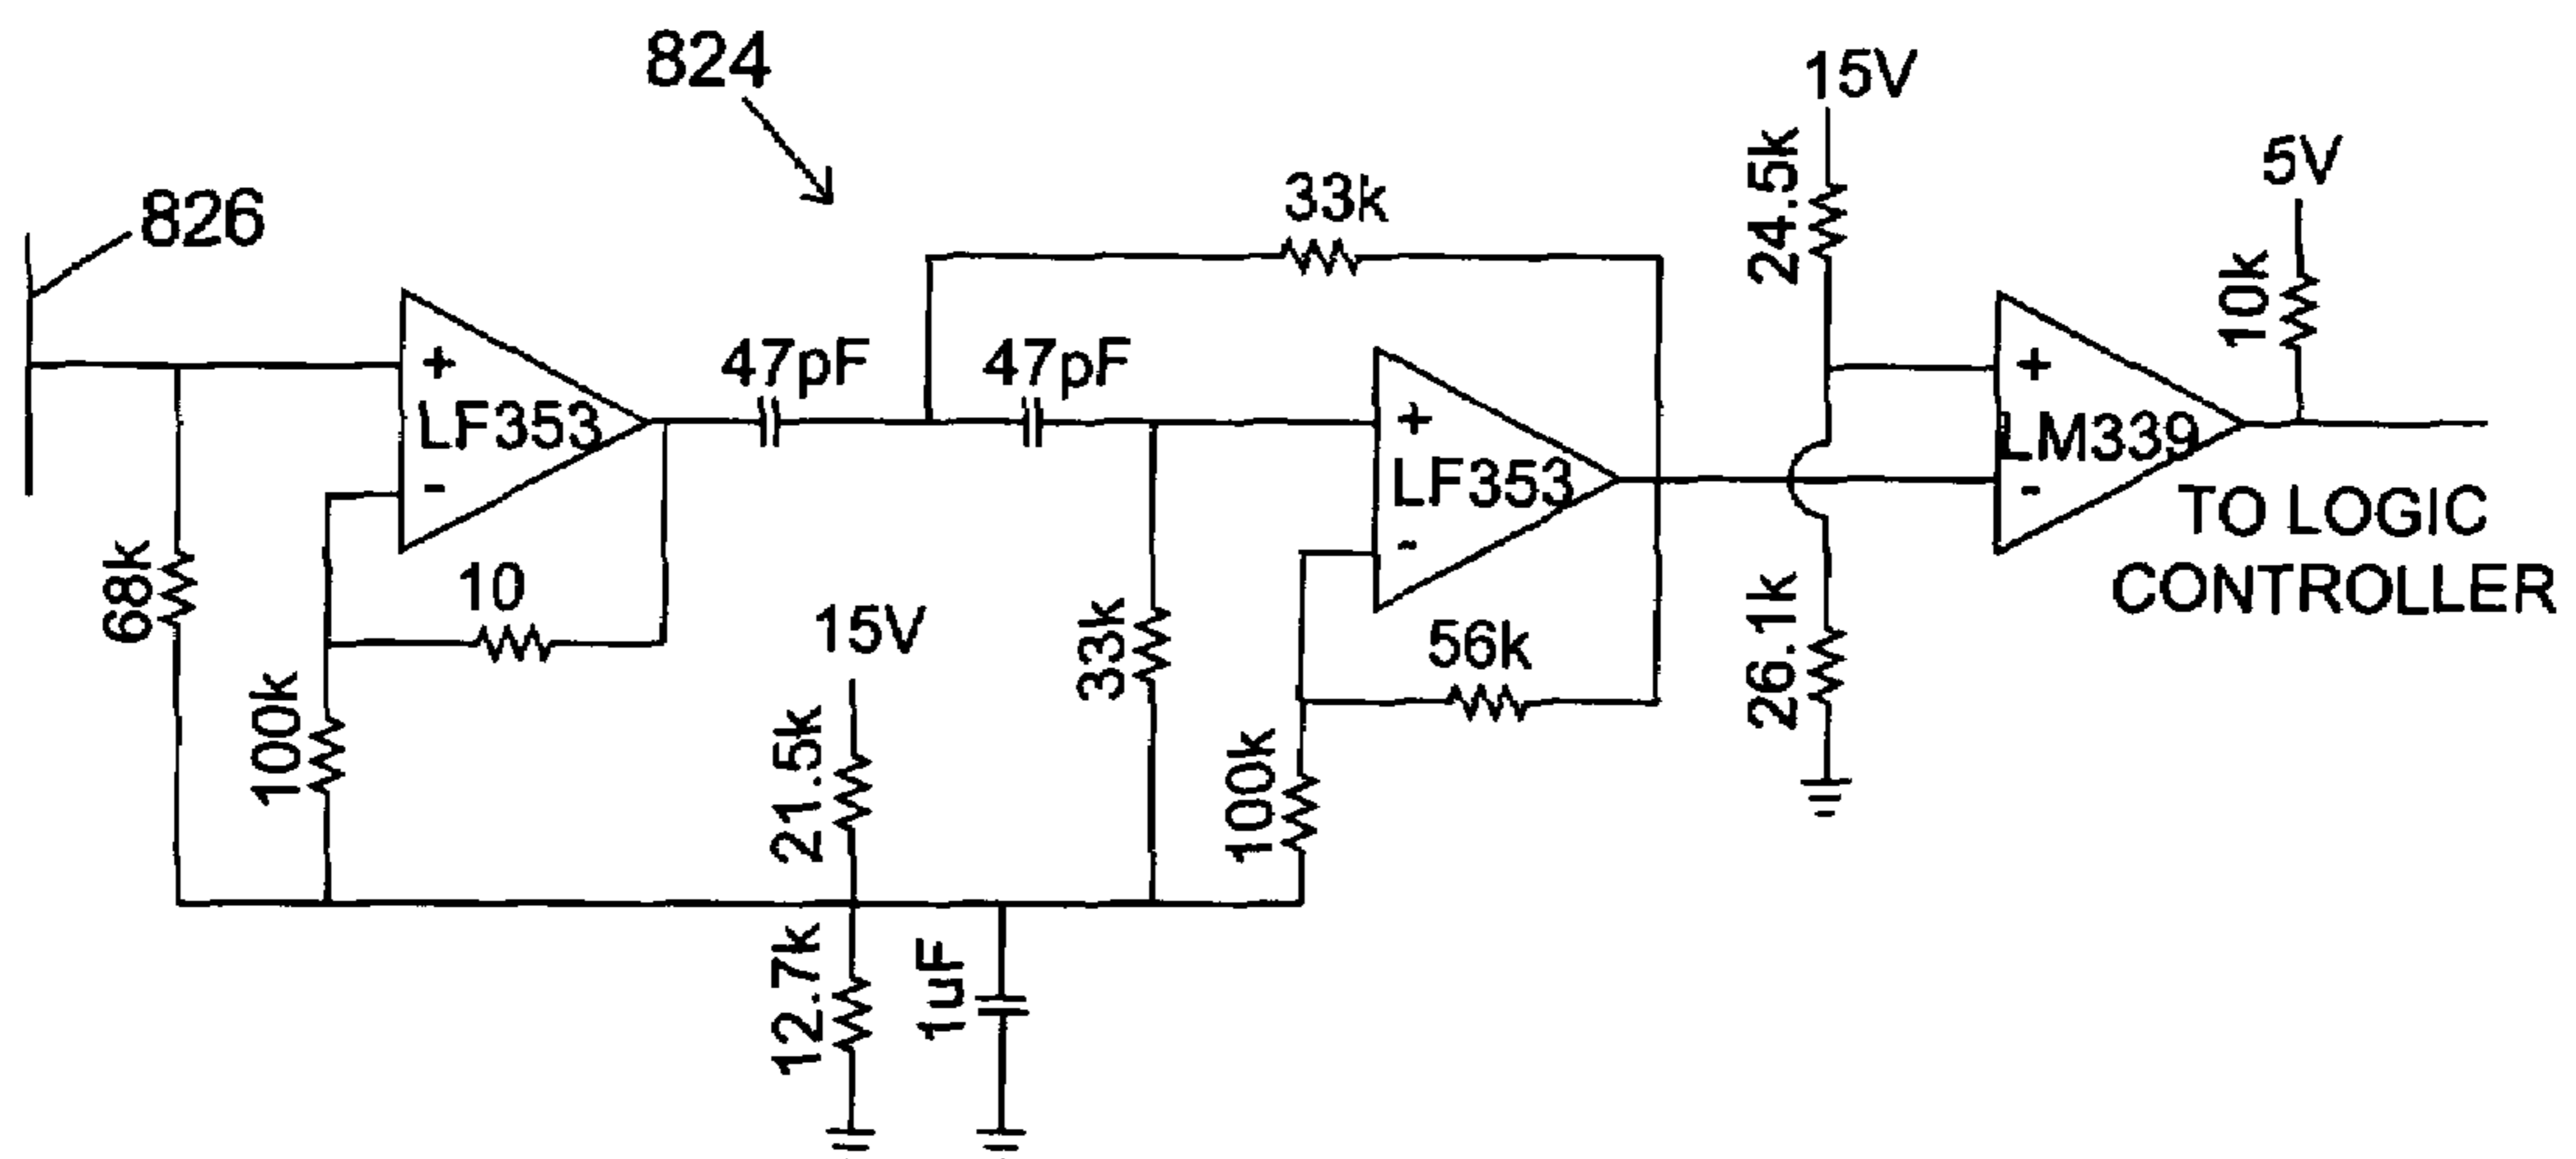 824
826
15V
5V
33k
24.5k
10k
+
LF353
-
47pF
47pF
+
LF353
-
+
LM339
-
TO LOGIC
CONTROLLER
68k
10
100k
15V
21.5k
33k
56k
100k
26.1k
12.7k
1uF